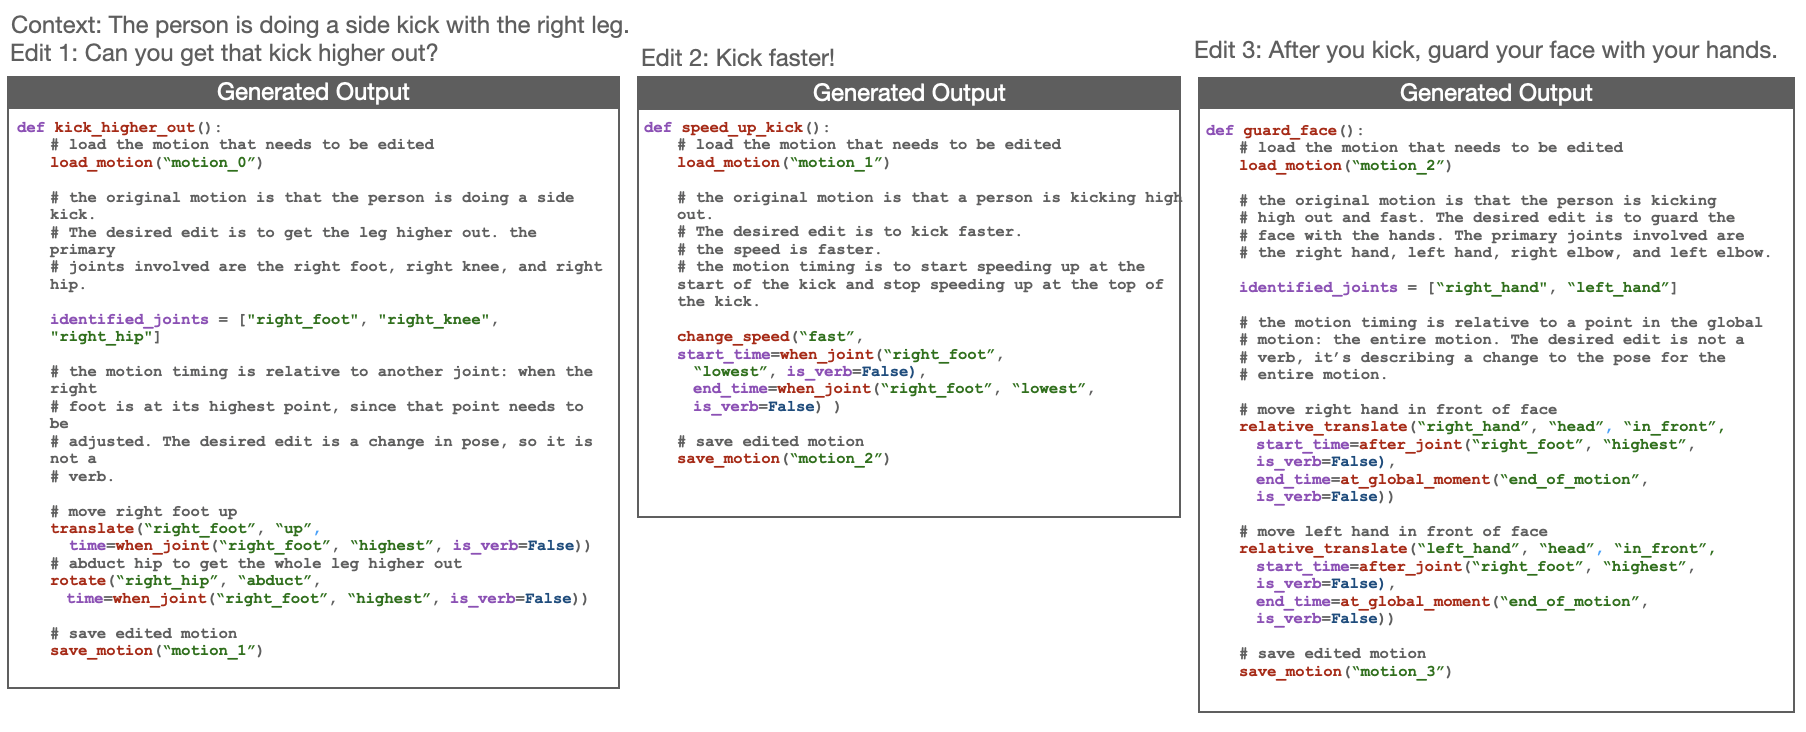 Context: The person is doing a side kick with the right leg.
Edit 1: Can you get that kick higher out?
Generated Output
def kick_higher_out():
# load the motion that needs to be edited
load_motion(“motion_0”)
# the original motion is that the person is doing a side
kick.
# The desired edit is to get the leg higher out. the
primary
# joints involved are the right foot, right knee, and right
hip.
identified_joints = ["right_foot", "right_knee",
"right_hip"]
# the motion timing is relative to another joint: when the
right
# foot is at its highest point, since that point needs to
be
# adjusted. The desired edit is a change in pose, so it is
not a
# verb.
# move right foot up
translate(“right_foot”, “up”,
time=when_joint(“right_foot”, “highest”, is_verb=False))
# abduct hip to get the whole leg higher out
rotate(“right_hip”, “abduct”,
time=when_joint(“right_foot”, “highest”, is_verb=False))
# save edited motion
save_motion(“motion_1”)
Edit 2: Kick faster!
Generated Output
def speed_up_kick():
# load the motion that needs to be edited
load_motion(“motion_1”)
# the original motion is that a person is kicking high
out.
# The desired edit is to kick faster.
# the speed is faster.
# the motion timing is to start speeding up at the
start of the kick and stop speeding up at the top of
the kick.
change_speed(“fast”,
start_time=when_joint(“right_foot”,
“lowest”, is_verb=False),
end_time=when_joint(“right_foot”, “lowest”,
is_verb=False) )
# save edited motion
save_motion(“motion_2”)
Edit 3: After you kick, guard your face with your hands.
Generated Output
def guard_face():
# load the motion that needs to be edited
load_motion(“motion_2”)
# the original motion is that the person is kicking
# high out and fast. The desired edit is to guard the
# face with the hands. The primary joints involved are
# the right hand, left hand, right elbow, and left elbow.
identified_joints = [“right_hand", “left_hand”]
# the motion timing is relative to a point in the global
# motion: the entire motion. The desired edit is not a
# verb, it’s describing a change to the pose for the
# entire motion.
# move right hand in front of face
relative_translate(“right_hand”, “head”, “in_front”,
start_time=after_joint(“right_foot”, “highest”,
is_verb=False),
end_time=at_global_moment(“end_of_motion”,
is_verb=False))
# move left hand in front of face
relative_translate(“left_hand”, “head”, “in_front”,
start_time=after_joint(“right_foot”, “highest”,
is_verb=False),
end_time=at_global_moment(“end_of_motion”,
is_verb=False))
# save edited motion
save_motion(“motion_3”)